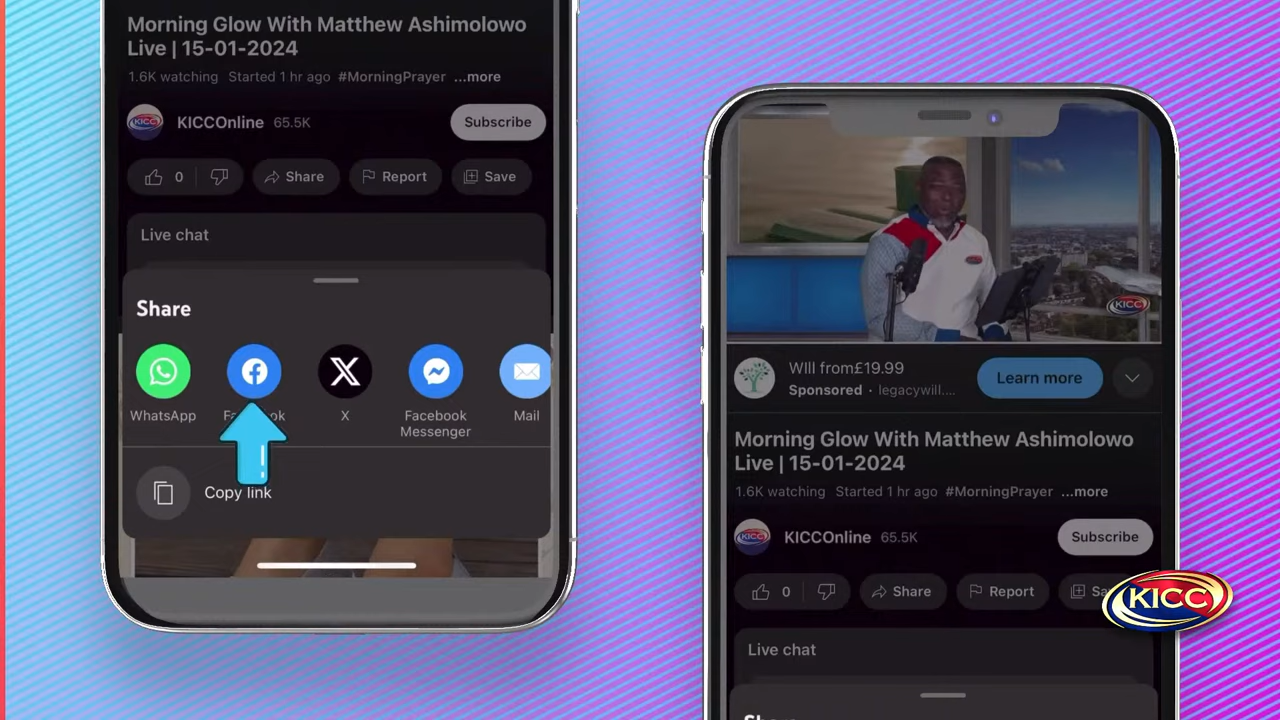 Morning Glow With Matthew Ashimolowo
Live | 15-01-2024
1.6K watching Started 1 hr ago #MorningPrayer ...more
KICC
KICCOnline 65.5K
Subscribe
0
Share
Report
Save
Live chat
Share
WhatsApp
X
Facebook
Messenger
Mail
Copy link
KICC
WIll from£19.99
Sponsored · legacywill....
Learn more
Morning Glow With Matthew Ashimolowo
Live | 15-01-2024
1.6K watching Started 1 hr ago #MorningPrayer ...more
KICC
KICCOnline 65.5K
Subscribe
0
Share
Report
KICC
Live chat